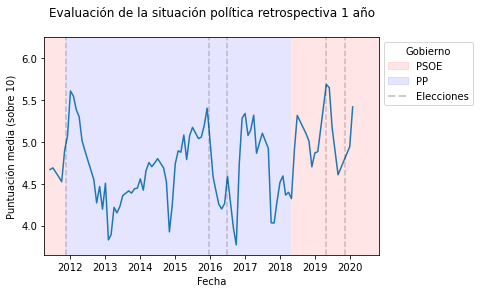 Evaluación de la situación política retrospectiva 1 año
Puntuación media (sobre 10)
6.0
5.5
5.0
4.5
4.0
2012 2013 2014 2015 2016 2017 2018 2019 2020
Fecha
Gobierno
PSOE
PP
Elecciones